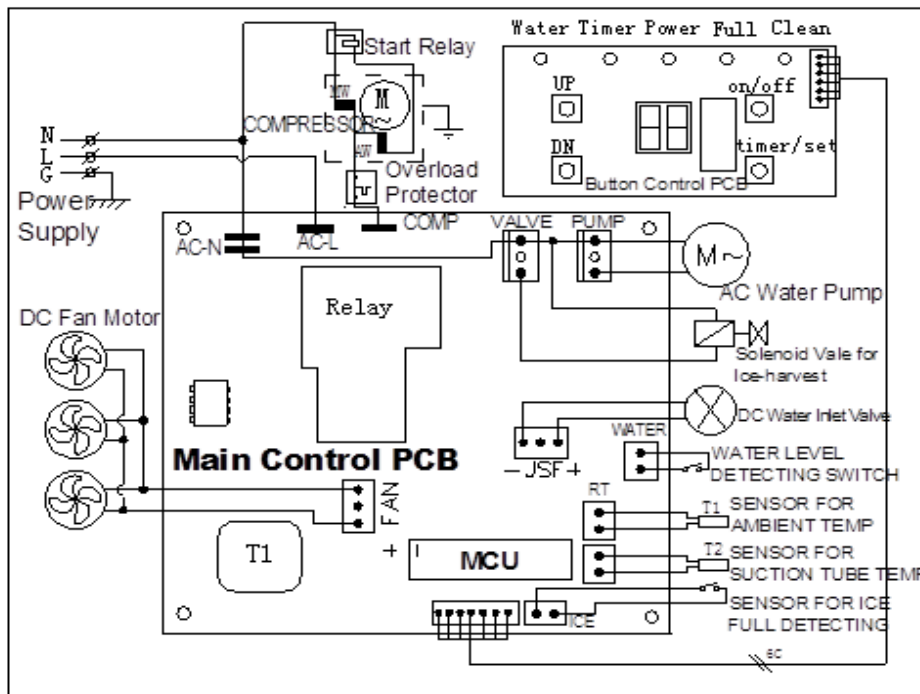 Water Timer Power Full Clean
Start Relay
UP
on/off
MW
M
~
COMPRESSOR
AW
DN
timer/set
Button Control PCB
N
L
G
Power
Supply
Overload
Protector
COMP
AC-N
AC-L
VALVE
PUMP
M~
AC Water Pump
Relay
DC Fan Motor
Solenoid Vale for
Ice-harvest
DC Water Inlet Valve
WATER
Main Control PCB
-JSF+
WATER LEVEL
DETECTING SWITCH
FAN
+
-
RT
T1
SENSOR FOR
AMBIENT TEMP
T1
MCU
T2
SENSOR FOR
SUCTION TUBE TEMP
ICE
SENSOR FOR ICE
FULL DETECTING
6C